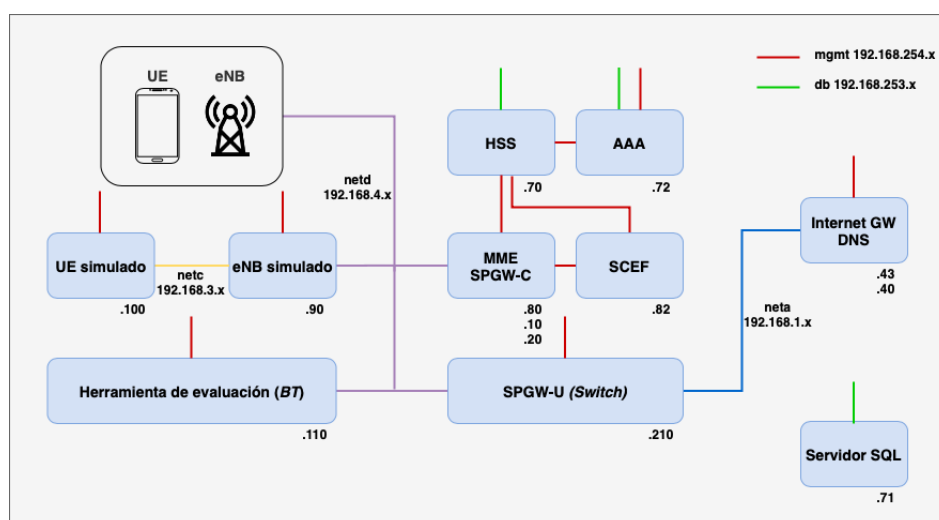 UE
eNB
mgmt 192.168.254.x
db 192.168.253.x
HSS
.70
AAA
.72
netd
192.168.4.x
Internet GW
DNS
.43
.40
UE simulado
.100
netc
192.168.3.x
eNB simulado
.90
MME
SPGW-C
.80
.10
.20
SCEF
.82
neta
192.168.1.x
Herramienta de evaluación (BT)
.110
SPGW-U (Switch)
.210
Servidor SQL
.71